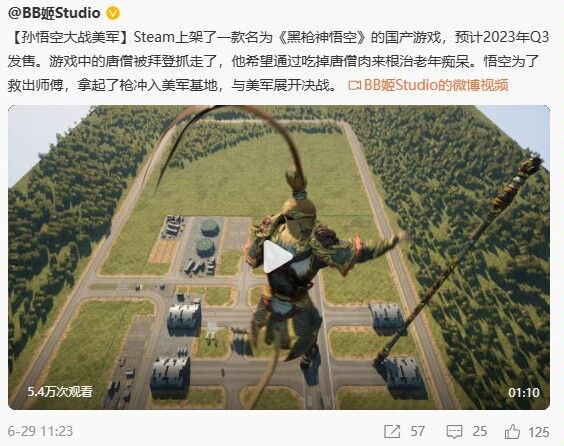 @BB姬Studio
【孙悟空大战美军】Steam上架了一款名为《黑枪神悟空》的国产游戏，预计2023年Q3
发售。游戏中的唐僧被拜登抓走了，他希望通过吃掉唐僧肉来根治老年痴呆。悟空为了
救出师傅，拿起了枪冲入美军基地，与美军展开决战。 BB姬Studio的微博视频
5.4万次观看 01:10
6-29 11:23 57 25 125